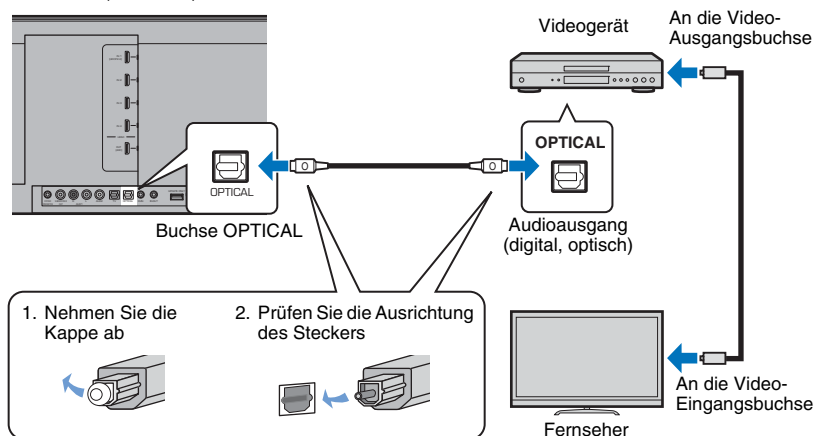 Videogerät
An die Video-
Ausgangsbuchse
OPTICAL
OPTICAL
Buchse OPTICAL
Audioausgang
(digital, optisch)
1. Nehmen Sie die
Kappe ab
2. Prüfen Sie die Ausrichtung
des Steckers
An die Video-
Eingangsbuchse
Fernseher